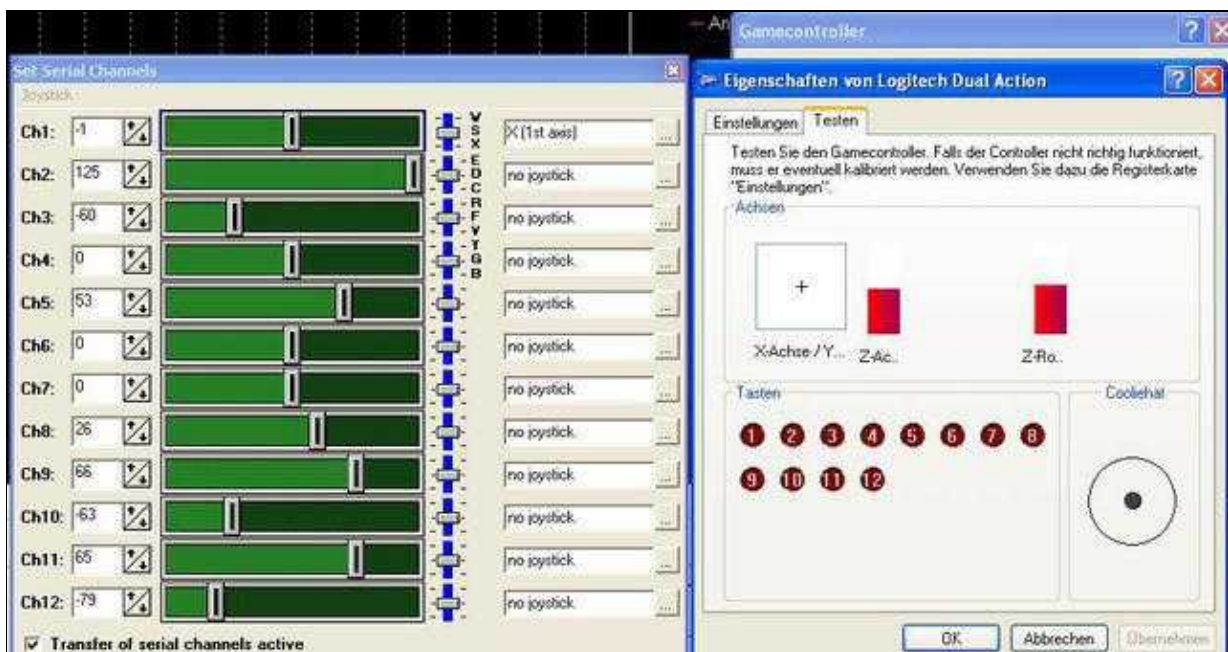 An
Gamecontroller
Set Serial Channels
Joystick
Ch1: -1 X (1st axis) ...
Ch2: 125 no joystick ...
Ch3: -60 no joystick ...
Ch4: 0 no joystick ...
Ch5: 53 no joystick ...
Ch6: 0 no joystick ...
Ch7: 0 no joystick ...
Ch8: 26 no joystick ...
Ch9: 66 no joystick ...
Ch10: -63 no joystick ...
Ch11: 65 no joystick ...
Ch12: -79 no joystick ...
W
S
X
E
D
C
R
F
V
T
G
B
Transfer of serial channels active
Eigenschaften von Logitech Dual Action
Einstellungen Testen
Testen Sie den Gamecontroller. Falls der Controller nicht richtig funktioniert,
muss er eventuell kalibriert werden. Verwenden Sie dazu die Registerkarte
"Einstellungen".
Achsen
X-Achse / Y... Z-Ac.. Z-Ro..
Tasten
1 2 3 4 5 6 7 8
9 10 11 12
Cooliehat
OK Abbrechen Übernehmen